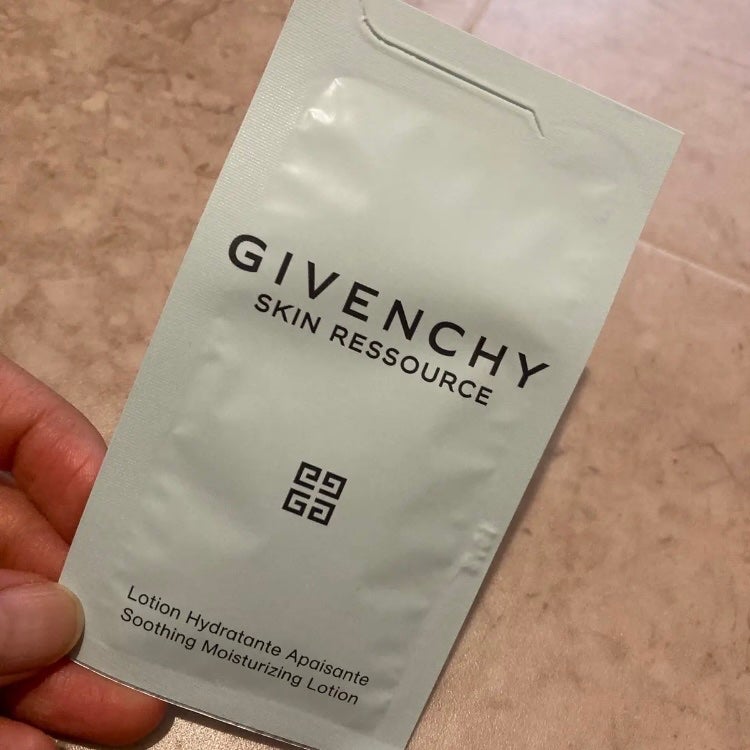 GIVENCHY
SKIN RESSOURCE
Lotion Hydratante Apaisante
Soothing Moisturizing Lotion